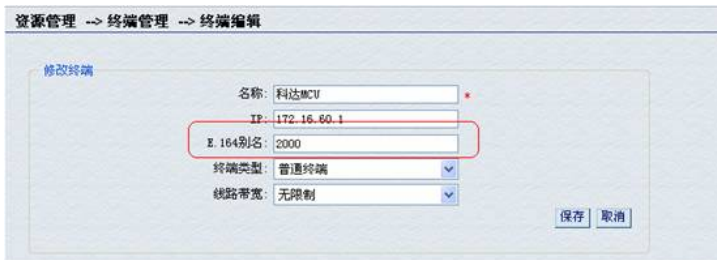 资源管理 --> 终端管理 --> 终端编辑
修改终端
名称: 科达MCU *
IP: 172.16.60.1
E.164别名: 2000
终端类型: 普通终端
线路带宽: 无限制
保存 取消